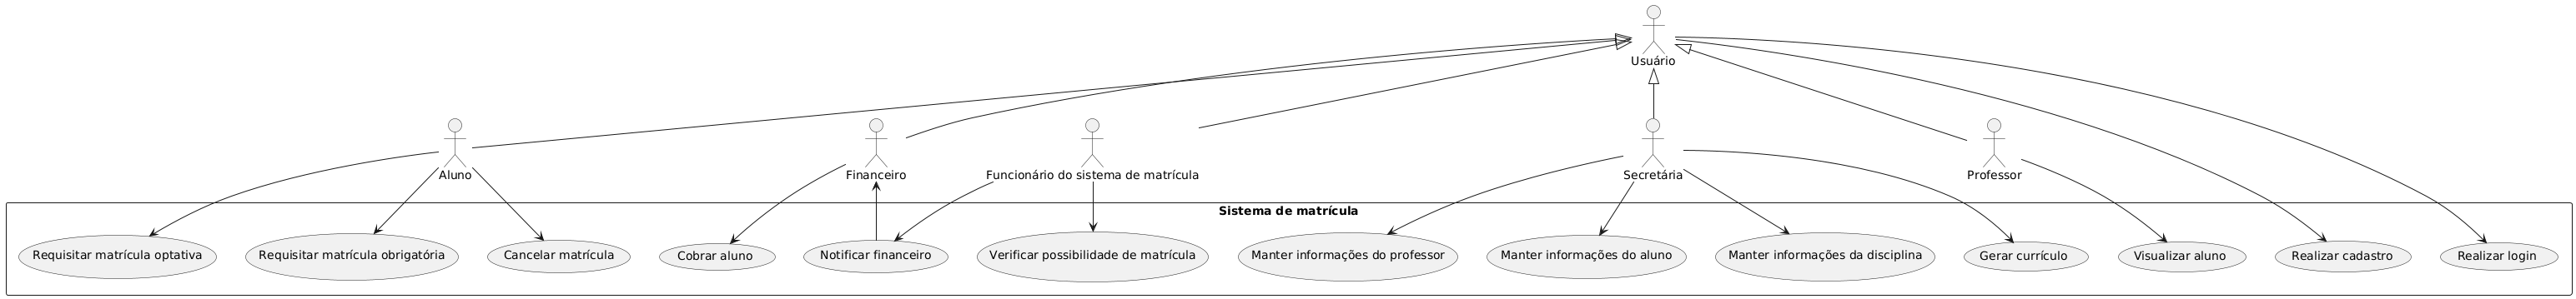 Usuário
Aluno
Financeiro
Funcionário do sistema de matrícula
Secretária
Professor
Sistema de matrícula
Requisitar matrícula optativa
Requisitar matrícula obrigatória
Cancelar matrícula
Cobrar aluno
Notificar financeiro
Verificar possibilidade de matrícula
Manter informações do professor
Manter informações do aluno
Manter informações da disciplina
Gerar currículo
Visualizar aluno
Realizar cadastro
Realizar login